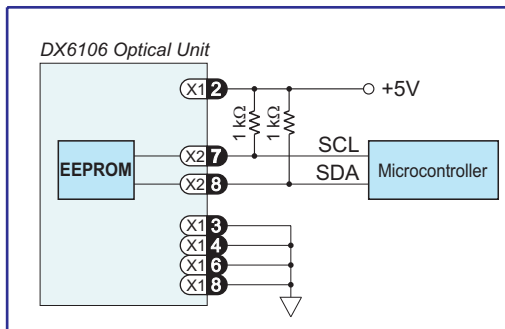 DX6106 Optical Unit
X1 2
+5V
1 kΩ
1 kΩ
X2 7
SCL
EEPROM
Microcontroller
X2 8
SDA
X1 3
X1 4
X1 6
X1 8